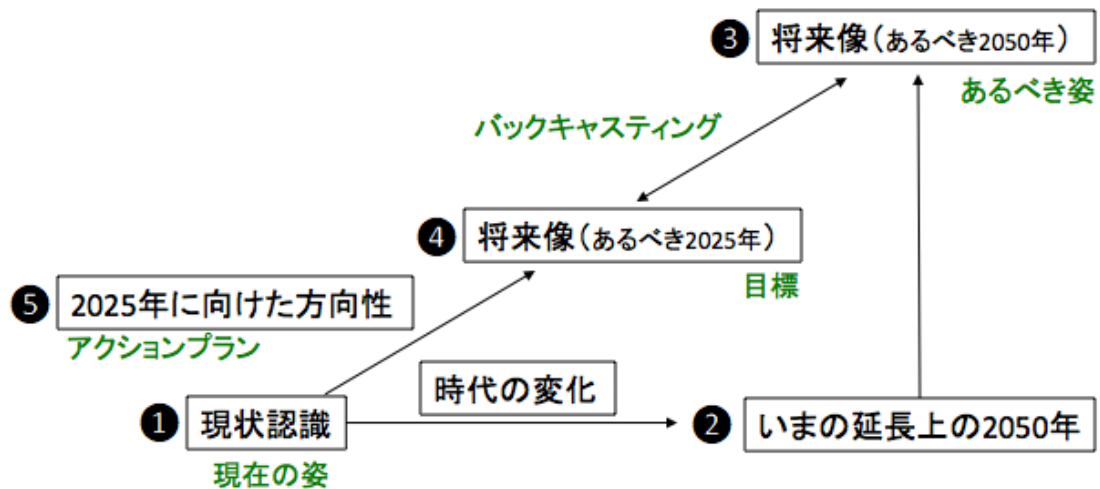 ❸ 将来像(あるべき2050年)
あるべき姿
バックキャスティング
❹ 将来像(あるべき2025年)
目標
❺ 2025年に向けた方向性
アクションプラン
時代の変化
❶ 現状認識
現在の姿
❷ いまの延長上の2050年